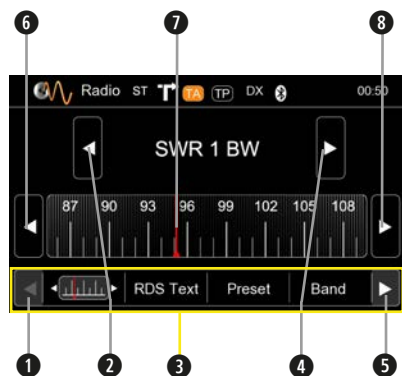 6 7 8
Radio ST TA TP DX 00:50
SWR 1 BW
87 90 93 96 99 102 105 108
RDS Text Preset Band
1 2 3 4 5